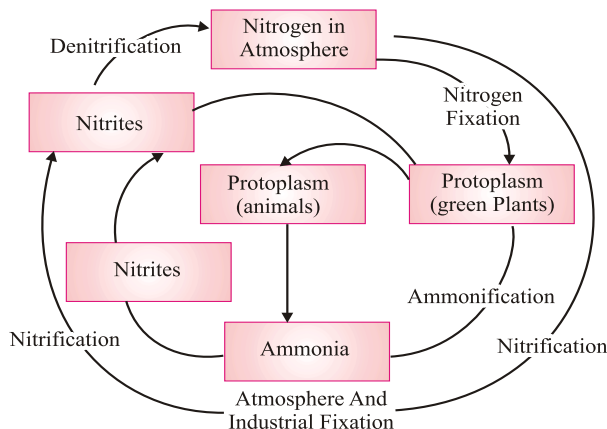 Nitrogen in
Atmosphere
Denitrification
Nitrogen
Fixation
Nitrites
Protoplasm
(animals)
Protoplasm
(green Plants)
Nitrites
Ammonification
Nitrification
Ammonia
Nitrification
Atmosphere And
Industrial Fixation